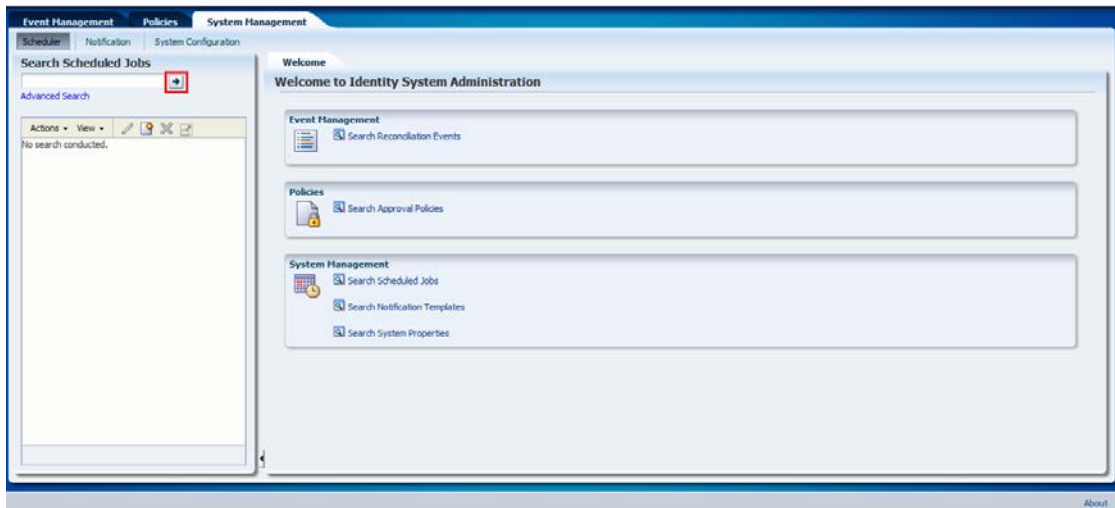 Event Management Policies System Management
Scheduler Notification System Configuration
Search Scheduled Jobs
Advanced Search
Actions View
No search conducted.
Welcome
Welcome to Identity System Administration
Event Management
Search Reconciliation Events
Policies
Search Approval Policies
System Management
Search Scheduled Jobs
Search Notification Templates
Search System Properties
About